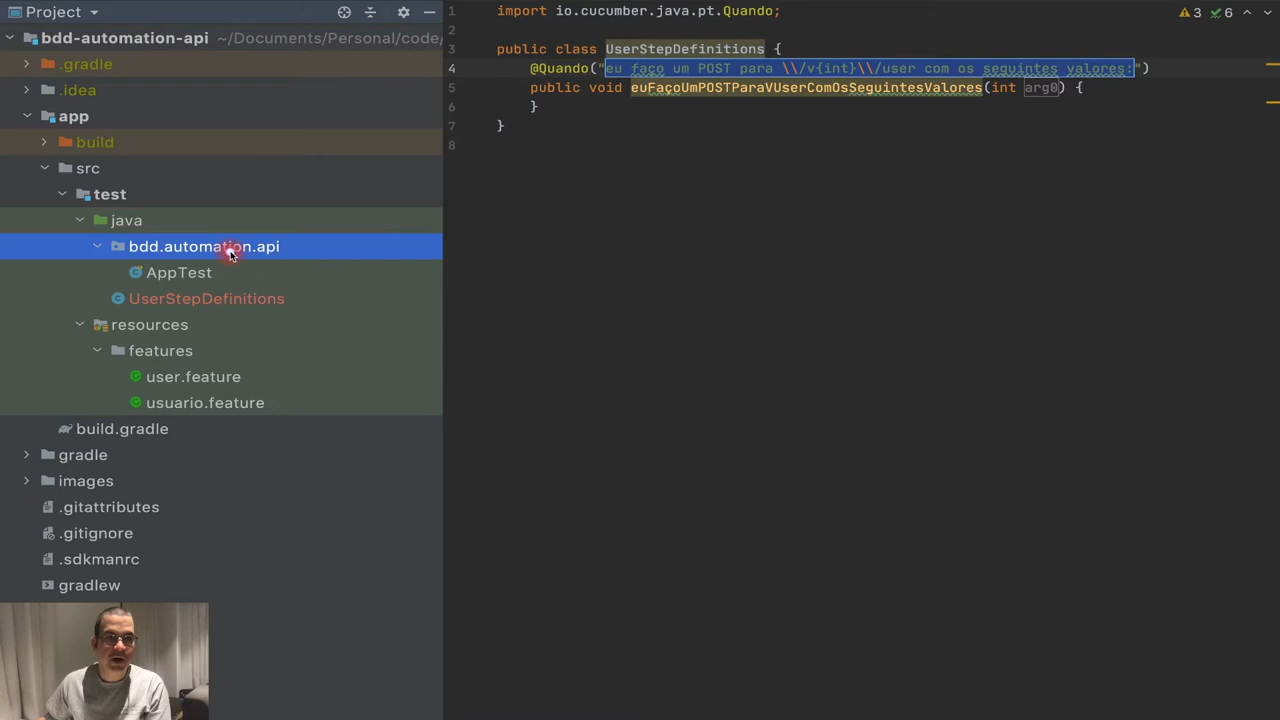 Project
bdd-automation-api ~/Documents/Personal/code/
.gradle
.idea
app
build
src
test
java
bdd.automation.api
AppTest
UserStepDefinitions
resources
features
user.feature
usuario.feature
build.gradle
gradle
images
.gitattributes
.gitignore
.sdkmanrc
gradlew
3 6
1 import io.cucumber.java.pt.Quando;
2
3 public class UserStepDefinitions {
4 @Quando("eu faço um POST para \\/v{int}\\/user com os seguintes valores:")
5 public void euFaçoUmPOSTParaVUserComOsSeguintesValores(int arg0) {
6 }
7 }
8